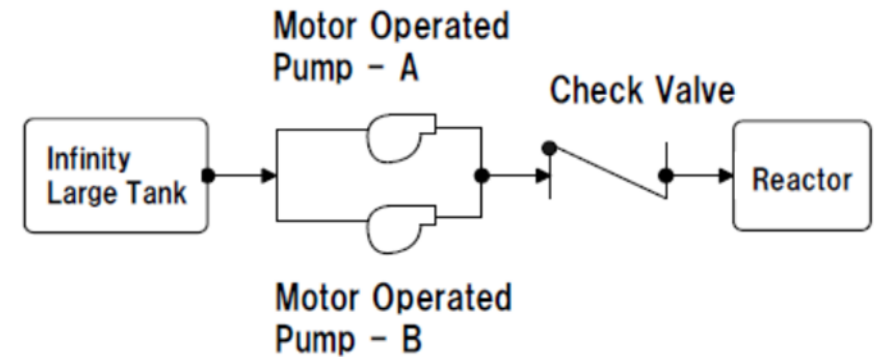 Motor Operated
Pump - A
Check Valve
Infinity
Large Tank
Reactor
Motor Operated
Pump - B